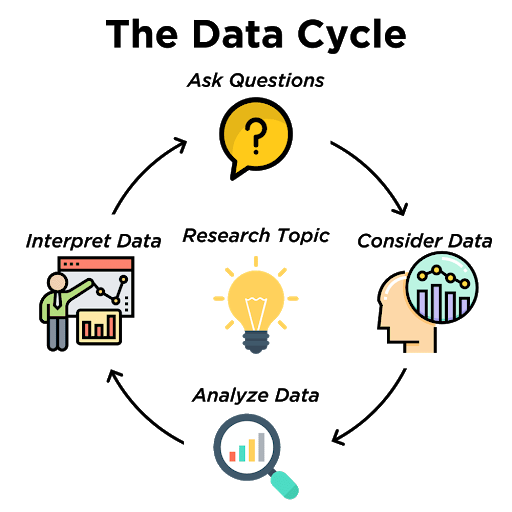 The Data Cycle
Ask Questions
?
Interpret Data
Research Topic
Consider Data
Analyze Data